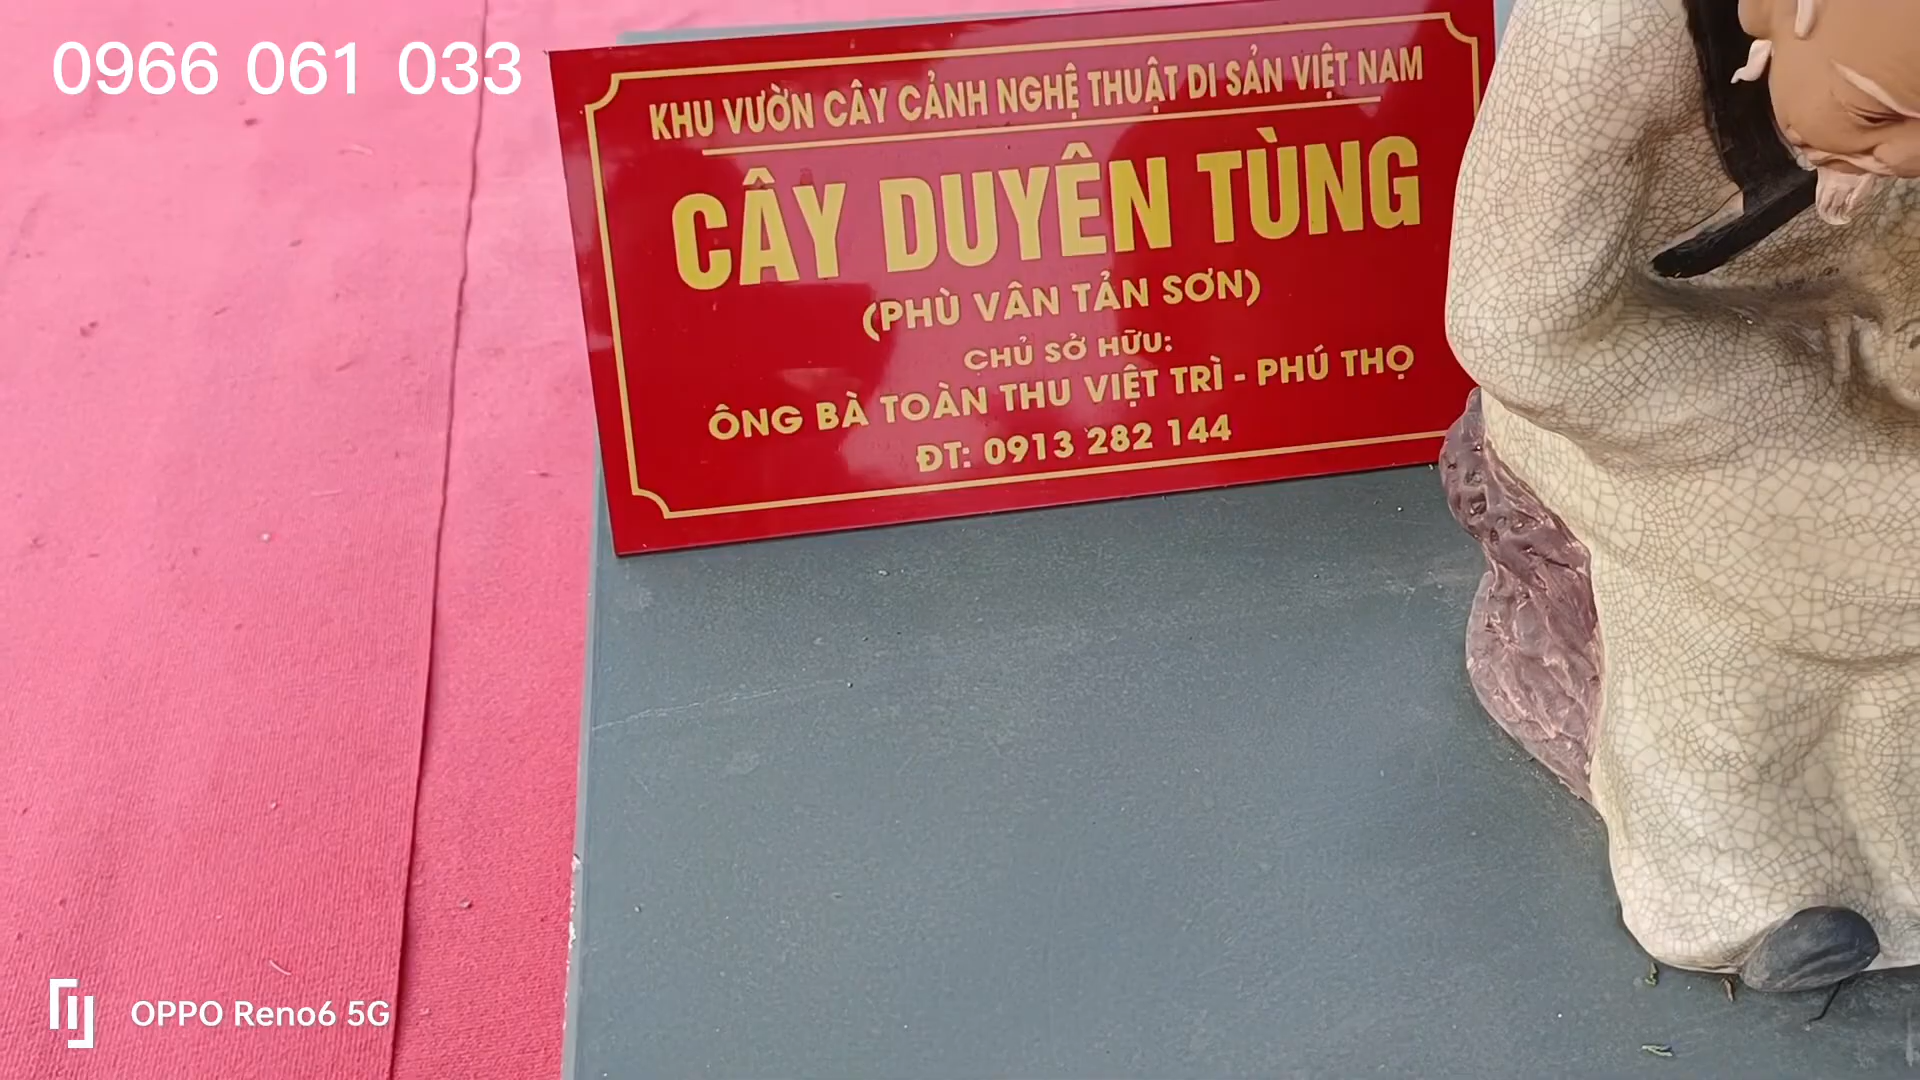 0966 061 033
KHU VƯỜN CÂY CẢNH NGHỆ THUẬT DI SẢN VIỆT NAM
CÂY DUYÊN TÙNG
(PHÙ VÂN TẢN SƠN)
CHỦ SỞ HỮU:
ÔNG BÀ TOÀN THU VIỆT TRÌ - PHÚ THỌ
ĐT: 0913 282 144
OPPO Reno6 5G